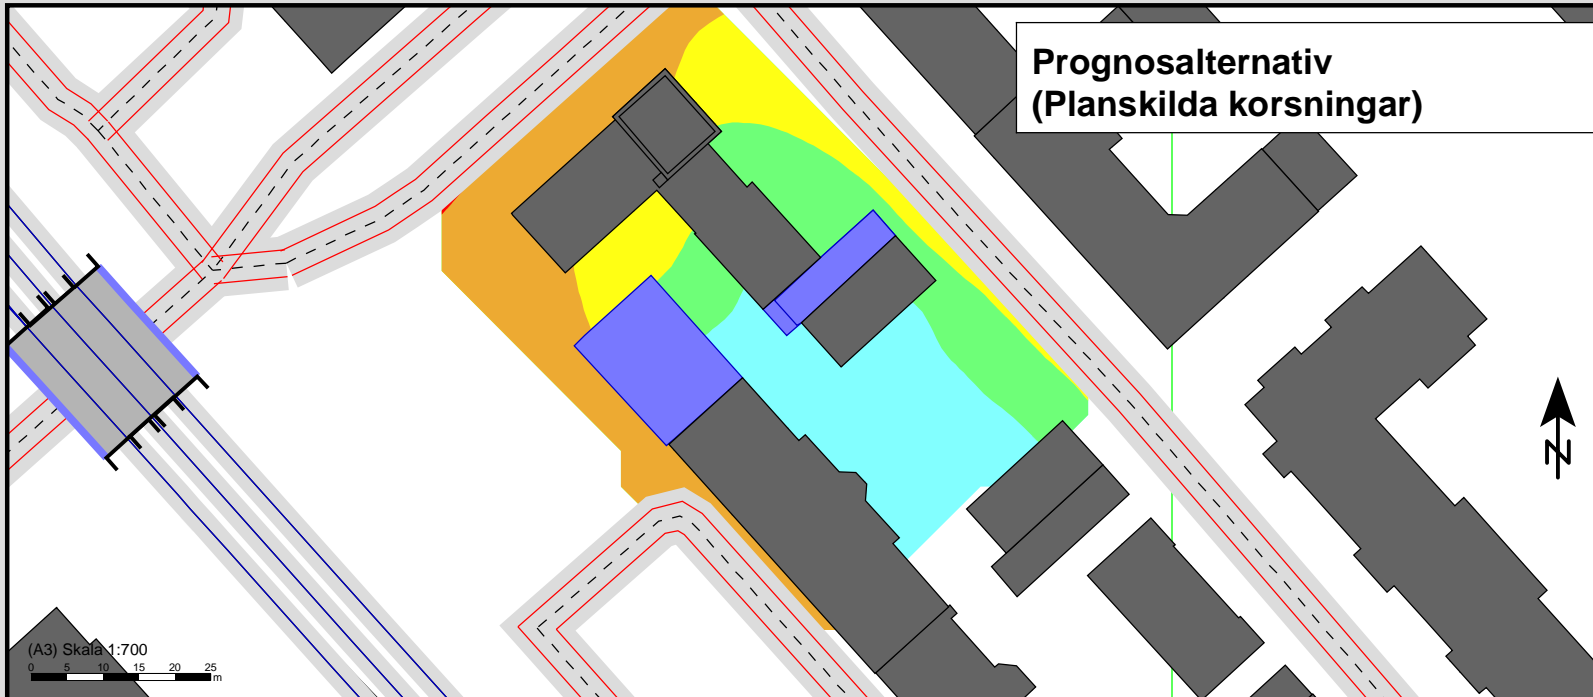 Prognosalternativ
(Planskilda korsningar)
N
(A3) Skala 1:700
0 5 10 15 20 25
m